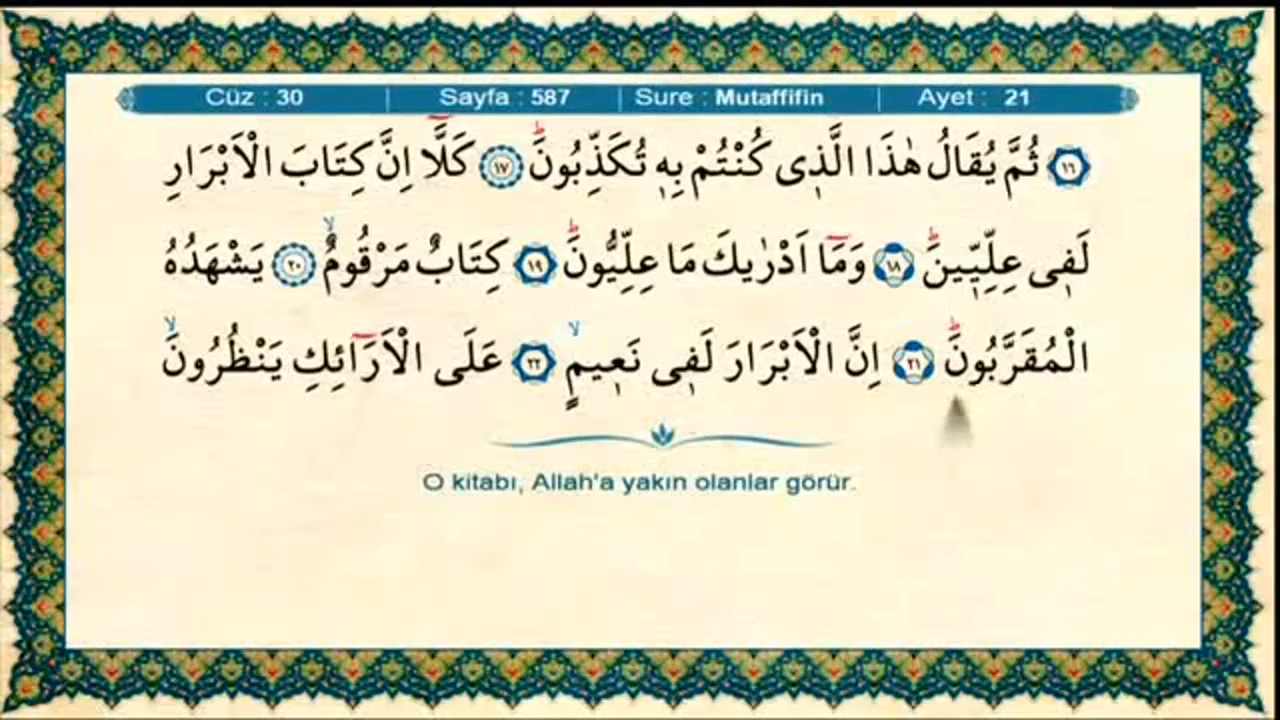 Cüz : 30 | Sayfa : 587 | Sure : Mutaffifin | Ayet : 21
﴿١٦﴾ ثُمَّ يُقَالُ هٰذَا الَّذ۪ى كُنْتُمْ بِه۪ تُكَذِّبُونَۜ ﴿١٧﴾ كَلَّٓا اِنَّ كِتَابَ الْاَبْرَارِ
لَف۪ى عِلِّيّ۪ينَۜ ﴿١٨﴾ وَمَٓا اَدْرٰيكَ مَا عِلِّيُّونَۜ ﴿١٩﴾ كِتَابٌ مَرْقُومٌۙ ﴿٢٠﴾ يَشْهَدُهُ
الْمُقَرَّبُونَۜ ﴿٢١﴾ اِنَّ الْاَبْرَارَ لَف۪ى نَع۪يمٍۙ ﴿٢٢﴾ عَلَى الْاَرَٓائِكِ يَنْظُرُونَۙ
O kitabı, Allah'a yakın olanlar görür.